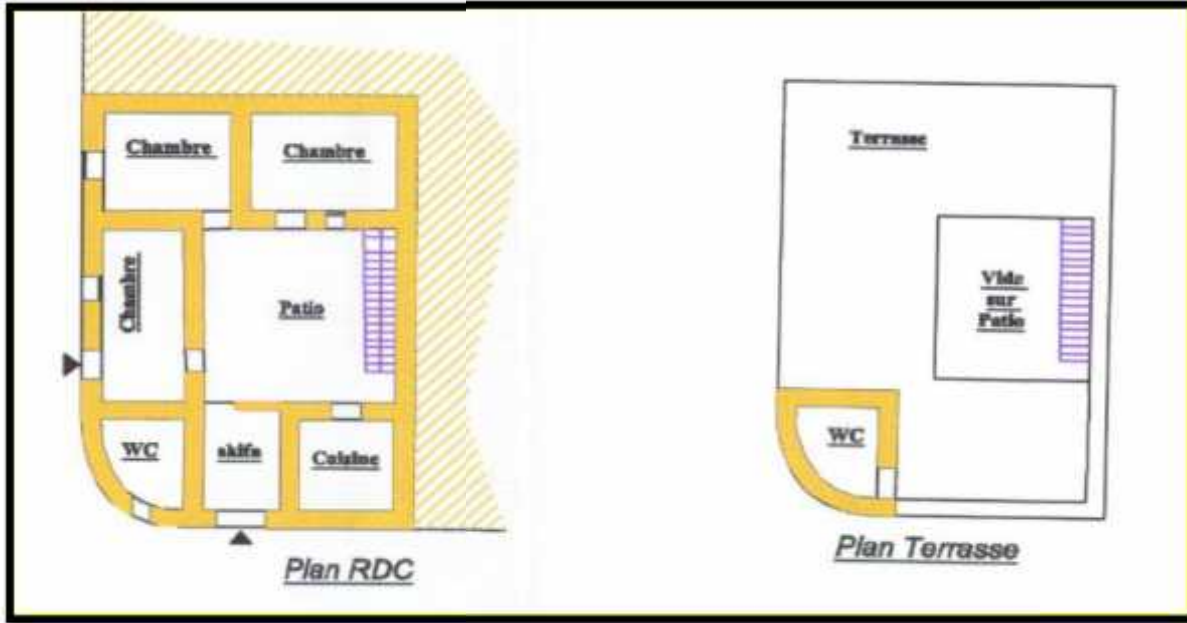 Chambre
Chambre
Chambre
Patio
WC
skifa
Cuisine
Plan RDC
Terrasse
Vide
sur
Patio
WC
Plan Terrasse